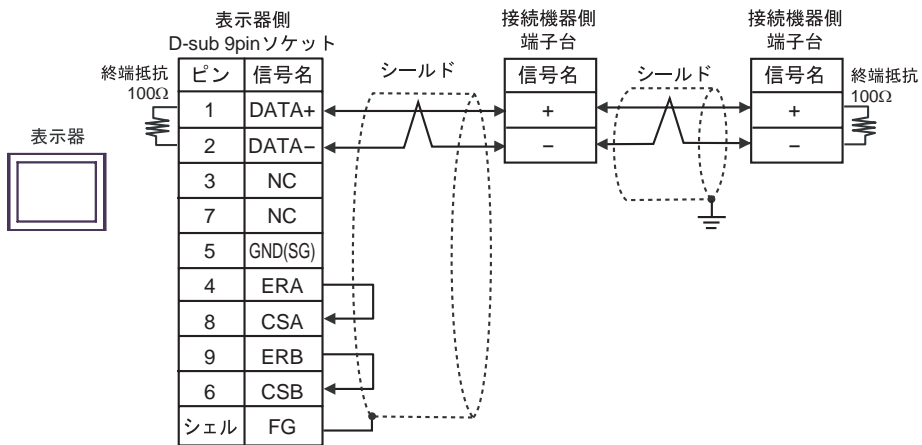 表示器側
D-sub 9pinソケット
接続機器側
端子台
接続機器側
端子台
終端抵抗
100Ω
ピン 信号名
シールド
信号名
シールド
信号名
終端抵抗
100Ω
1 DATA+
+
+
表示器
2 DATA−
−
−
3 NC
7 NC
5 GND(SG)
4 ERA
8 CSA
9 ERB
6 CSB
シェル FG